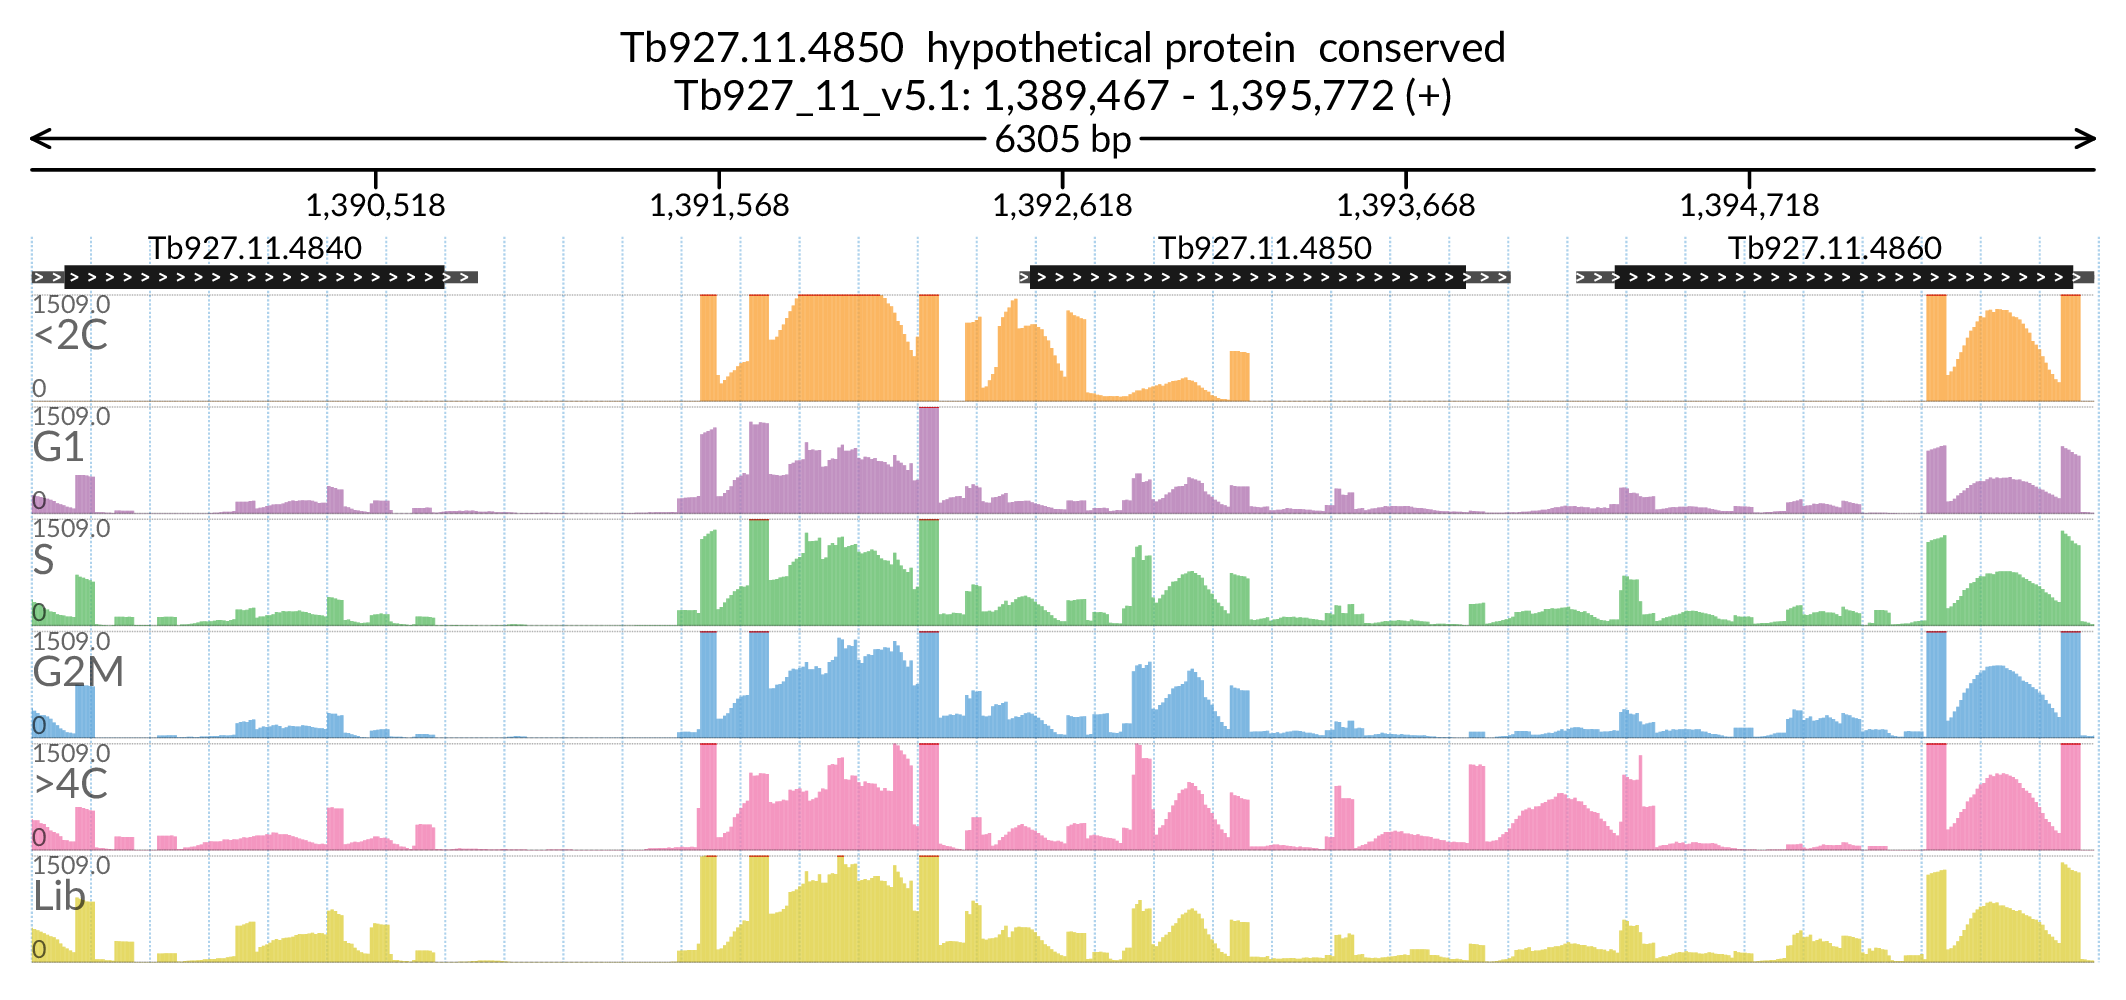 Tb927.11.4850 hypothetical protein conserved
Tb927_11_v5.1: 1,389,467 - 1,395,772 (+)
6305 bp
1,390,518 1,391,568 1,392,618 1,393,668 1,394,718
Tb927.11.4840 Tb927.11.4850 Tb927.11.4860
1509.0
<2C
0
1509.0
G1
0
1509.0
S
0
1509.0
G2M
0
1509.0
>4C
0
1509.0
Lib
0